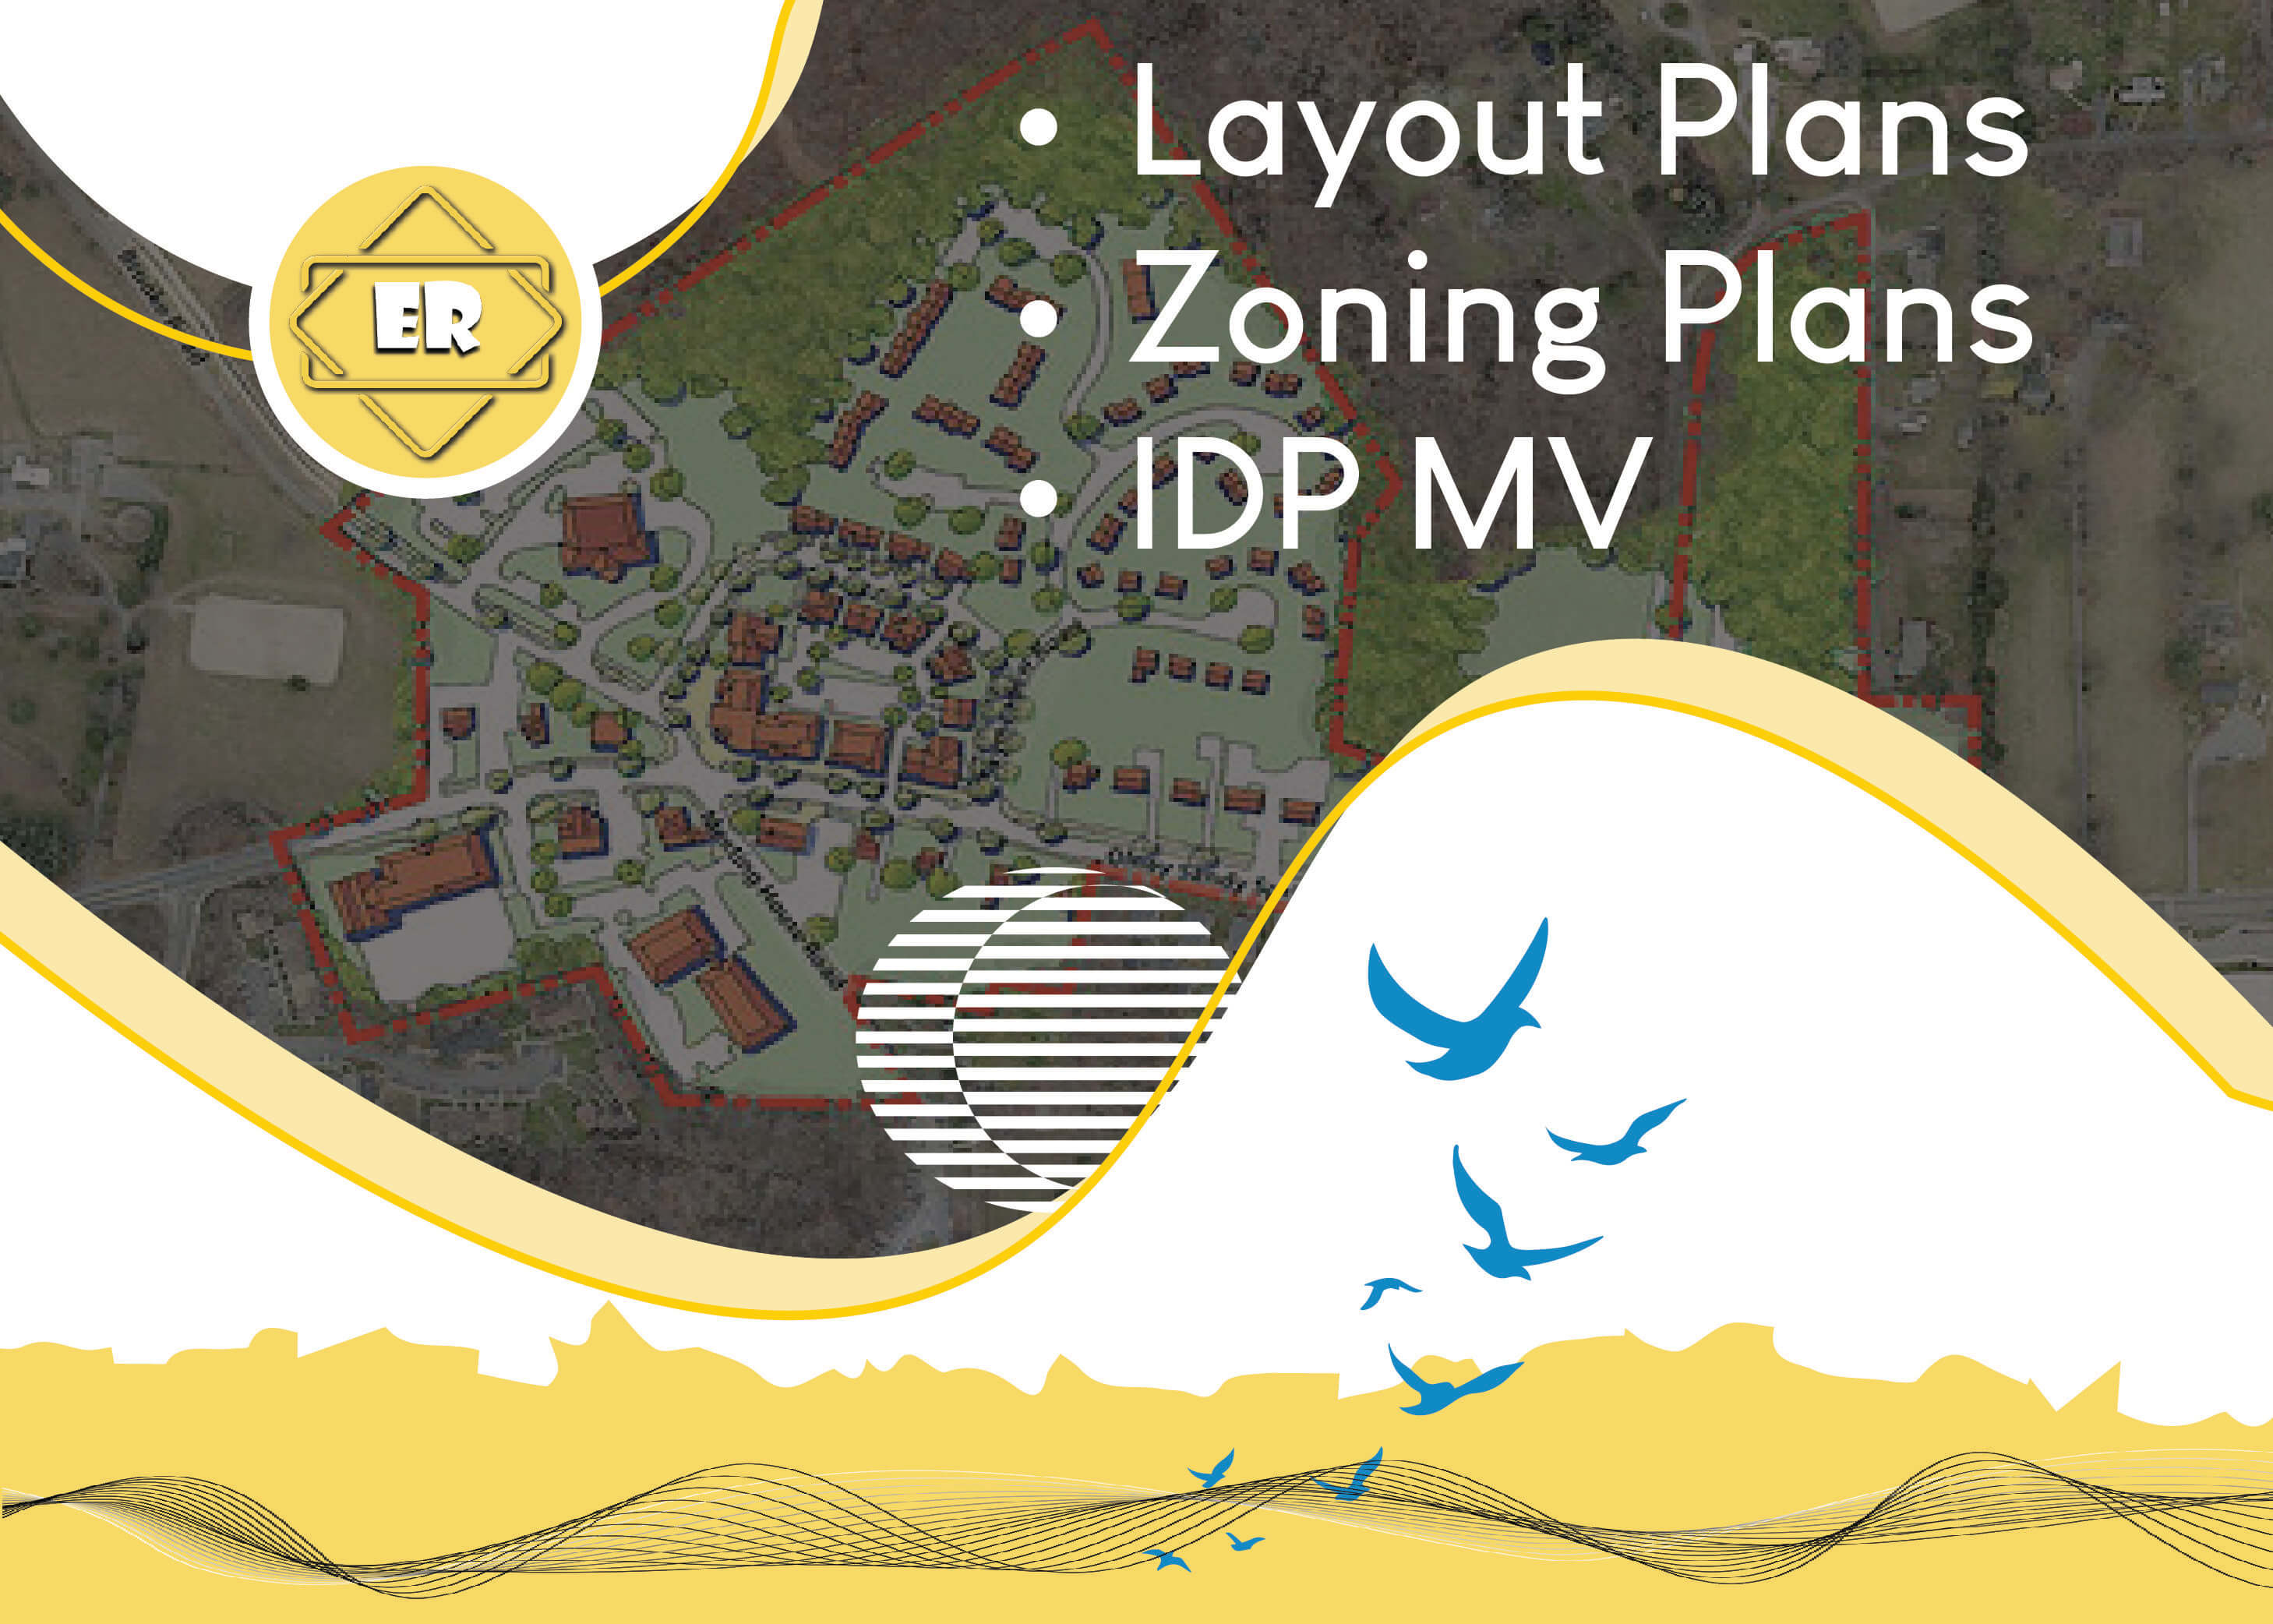 • Layout Plans
• Zoning Plans
• IDP MV
ER